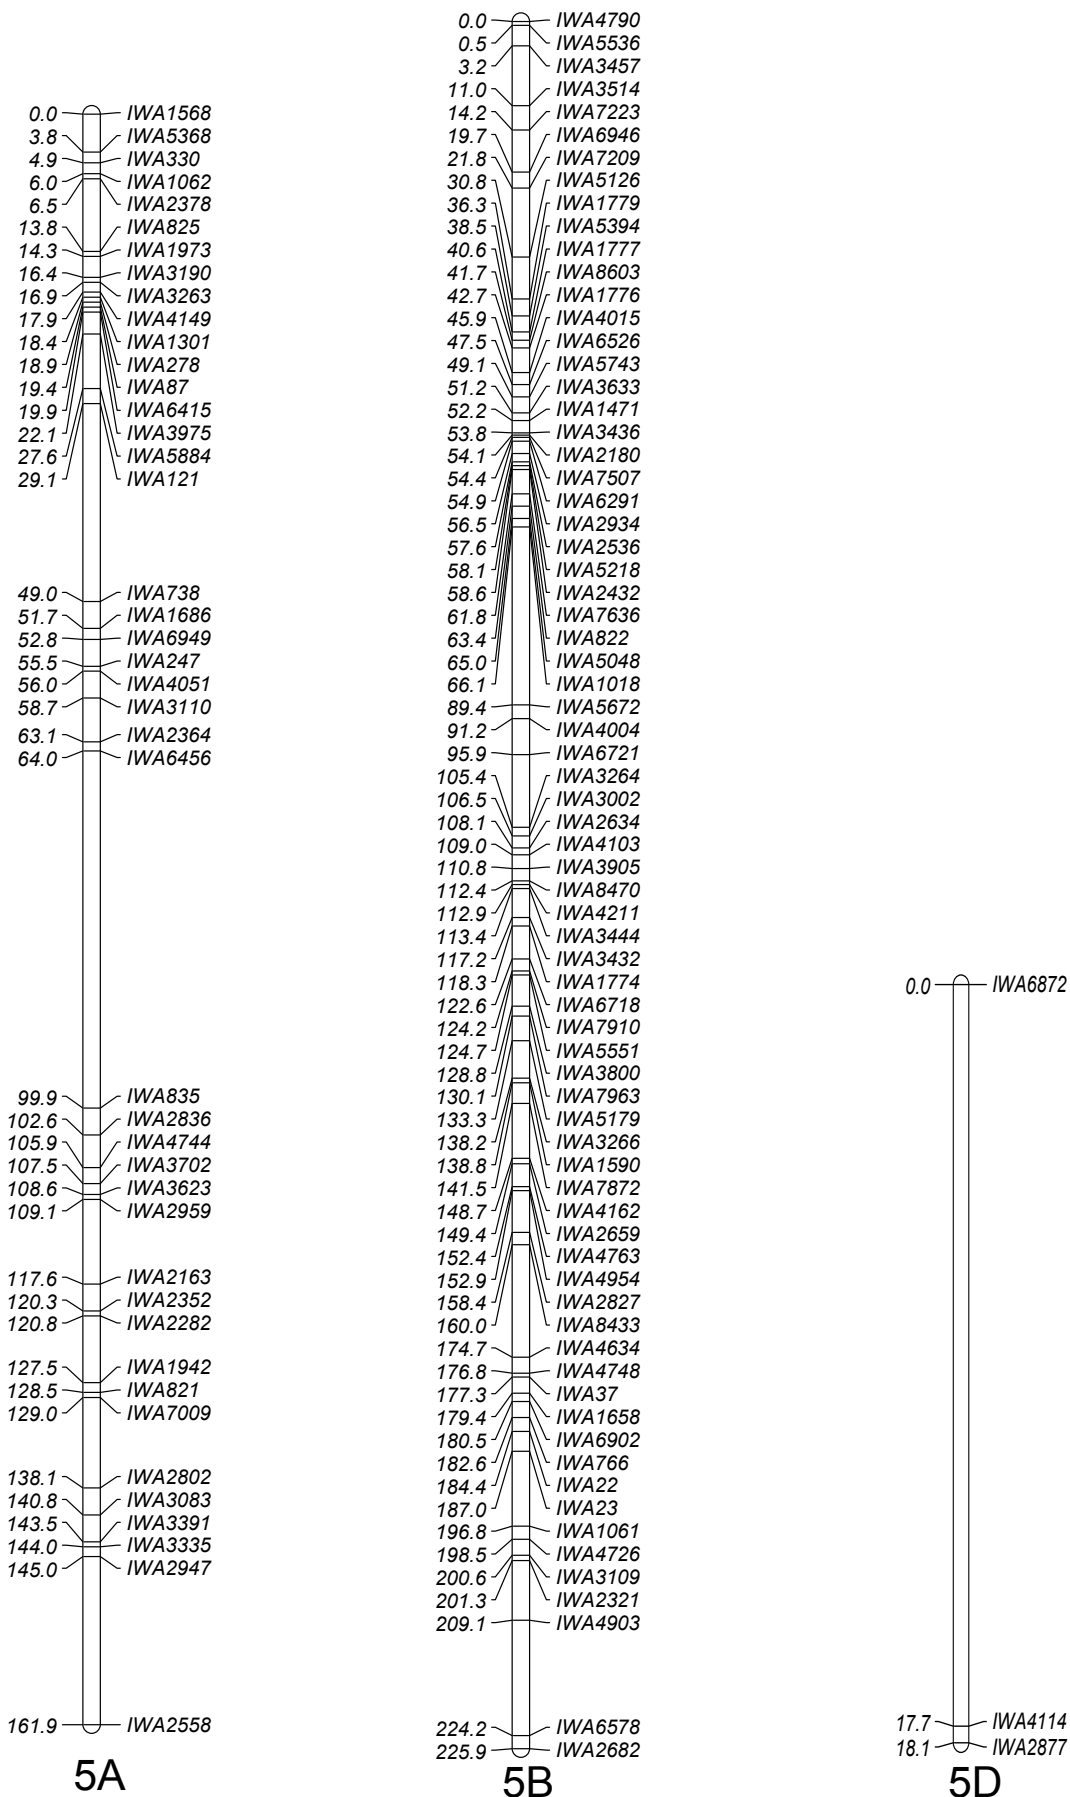 0.0 IWA1568
3.8 IWA5368
4.9 IWA330
6.0 IWA1062
6.5 IWA2378
13.8 IWA825
14.3 IWA1973
16.4 IWA3190
16.9 IWA3263
17.9 IWA4149
18.4 IWA1301
18.9 IWA278
19.4 IWA87
19.9 IWA6415
22.1 IWA3975
27.6 IWA5884
29.1 IWA121
49.0 IWA738
51.7 IWA1686
52.8 IWA6949
55.5 IWA247
56.0 IWA4051
58.7 IWA3110
63.1 IWA2364
64.0 IWA6456
99.9 IWA835
102.6 IWA2836
105.9 IWA4744
107.5 IWA3702
108.6 IWA3623
109.1 IWA2959
117.6 IWA2163
120.3 IWA2352
120.8 IWA2282
127.5 IWA1942
128.5 IWA821
129.0 IWA7009
138.1 IWA2802
140.8 IWA3083
143.5 IWA3391
144.0 IWA3335
145.0 IWA2947
161.9 IWA2558
5A
0.0 IWA4790
0.5 IWA5536
3.2 IWA3457
11.0 IWA3514
14.2 IWA7223
19.7 IWA6946
21.8 IWA7209
30.8 IWA5126
36.3 IWA1779
38.5 IWA5394
40.6 IWA1777
41.7 IWA8603
42.7 IWA1776
45.9 IWA4015
47.5 IWA6526
49.1 IWA5743
51.2 IWA3633
52.2 IWA1471
53.8 IWA3436
54.1 IWA2180
54.4 IWA7507
54.9 IWA6291
56.5 IWA2934
57.6 IWA2536
58.1 IWA5218
58.6 IWA2432
61.8 IWA7636
63.4 IWA822
65.0 IWA5048
66.1 IWA1018
89.4 IWA5672
91.2 IWA4004
95.9 IWA6721
105.4 IWA3264
106.5 IWA3002
108.1 IWA2634
109.0 IWA4103
110.8 IWA3905
112.4 IWA8470
112.9 IWA4211
113.4 IWA3444
117.2 IWA3432
118.3 IWA1774
122.6 IWA6718
124.2 IWA7910
124.7 IWA5551
128.8 IWA3800
130.1 IWA7963
133.3 IWA5179
138.2 IWA3266
138.8 IWA1590
141.5 IWA7872
148.7 IWA4162
149.4 IWA2659
152.4 IWA4763
152.9 IWA4954
158.4 IWA2827
160.0 IWA8433
174.7 IWA4634
176.8 IWA4748
177.3 IWA37
179.4 IWA1658
180.5 IWA6902
182.6 IWA766
184.4 IWA22
187.0 IWA23
196.8 IWA1061
198.5 IWA4726
200.6 IWA3109
201.3 IWA2321
209.1 IWA4903
224.2 IWA6578
225.9 IWA2682
5B
0.0 IWA6872
17.7 IWA4114
18.1 IWA2877
5D